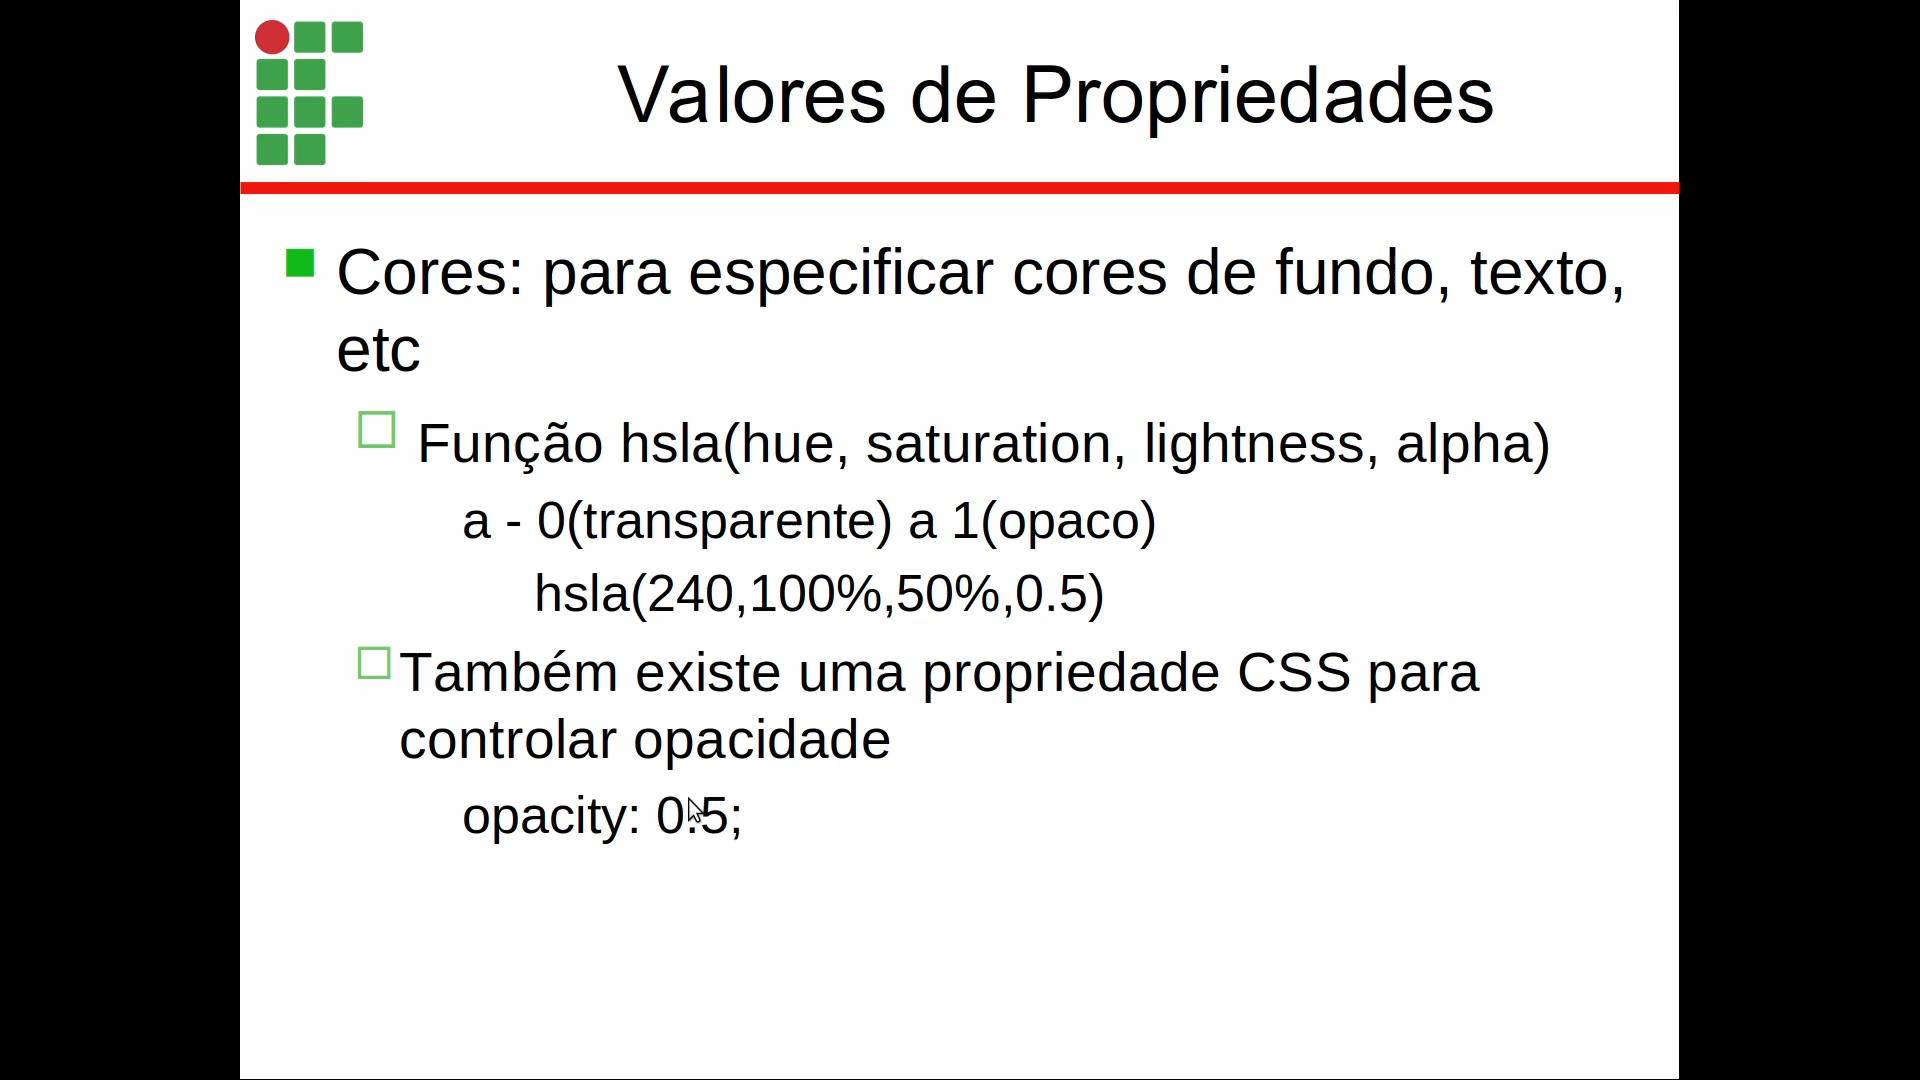 Valores de Propriedades
Cores: para especificar cores de fundo, texto,
etc
Função hsla(hue, saturation, lightness, alpha)
a - 0(transparente) a 1(opaco)
hsla(240,100%,50%,0.5)
Também existe uma propriedade CSS para
controlar opacidade
opacity: 0.5;